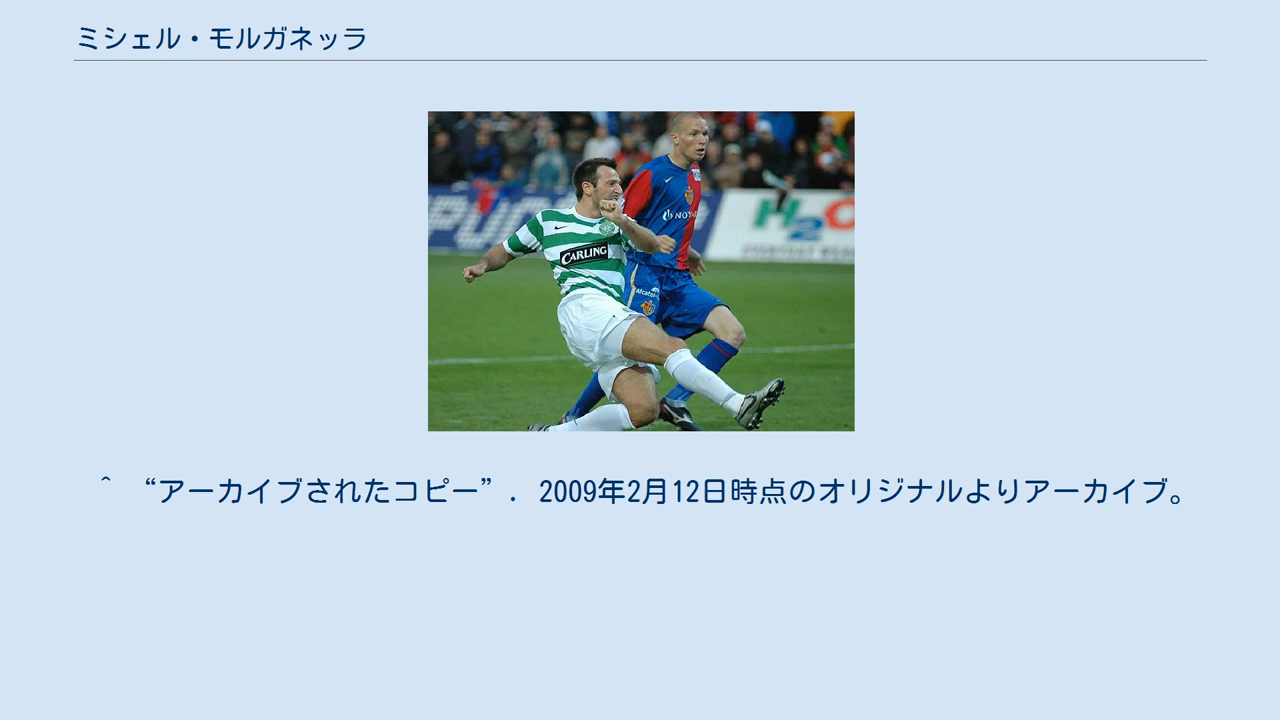 ミシェル・モルガネッラ
CARLING
NOVA
Alcatel
H2O
^ “アーカイブされたコピー”. 2009年2月12日時点のオリジナルよりアーカイブ。